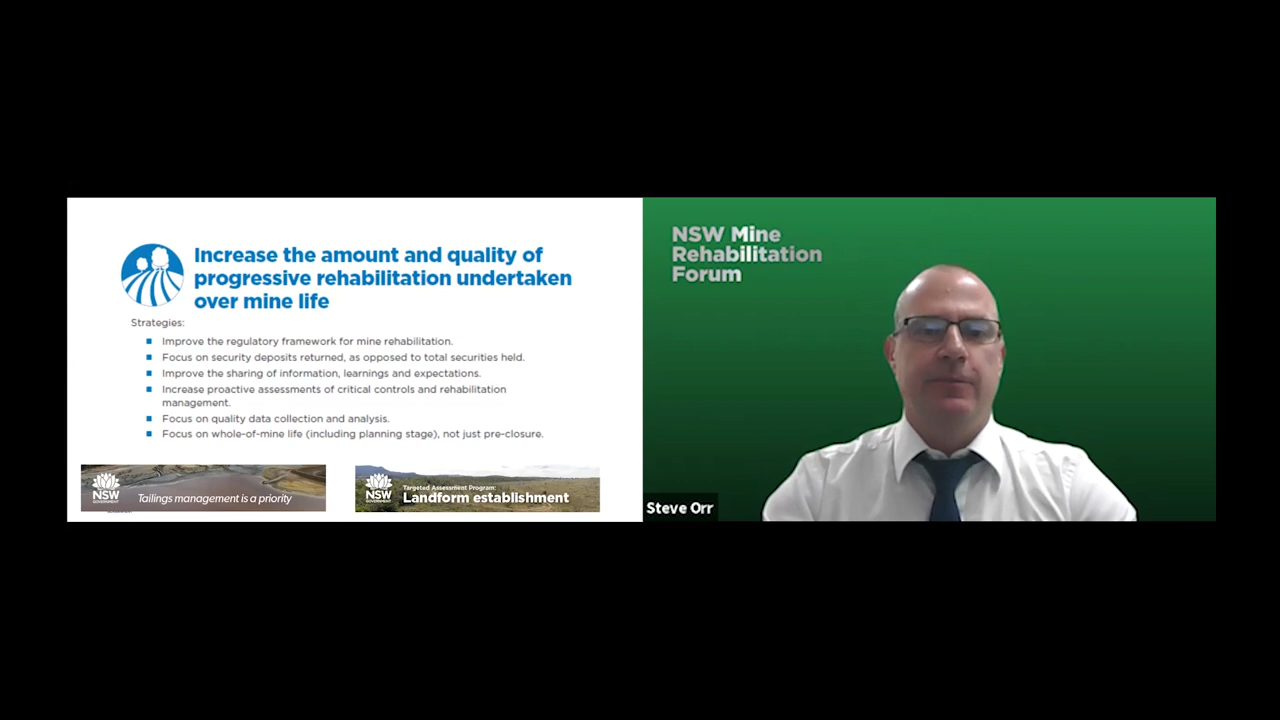 Increase the amount and quality of
progressive rehabilitation undertaken
over mine life
Strategies:
Improve the regulatory framework for mine rehabilitation.
Focus on security deposits returned, as opposed to total securities held.
Improve the sharing of information, learnings and expectations.
Increase proactive assessments of critical controls and rehabilitation
management.
Focus on quality data collection and analysis.
Focus on whole-of-mine life (including planning stage), not just pre-closure.
NSW
GOVERNMENT
Tailings management is a priority
NSW
GOVERNMENT
Targeted Assessment Program:
Landform establishment
NSW Mine
Rehabilitation
Forum
Steve Orr